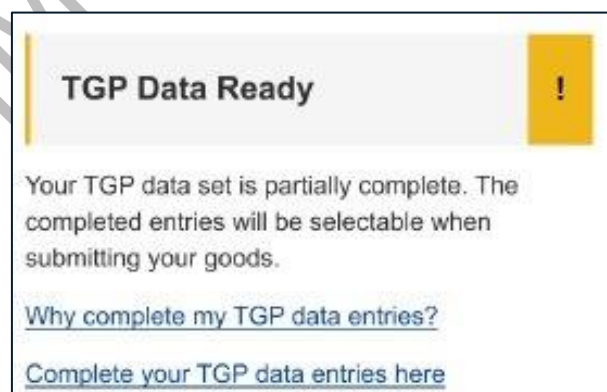 TGP Data Ready !
Your TGP data set is partially complete. The
completed entries will be selectable when
submitting your goods.
Why complete my TGP data entries?
Complete your TGP data entries here